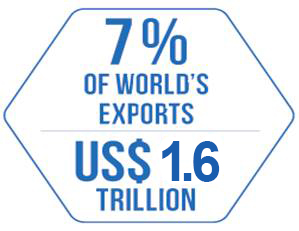 7%
OF WORLD'S
EXPORTS
US$ 1.6
TRILLION